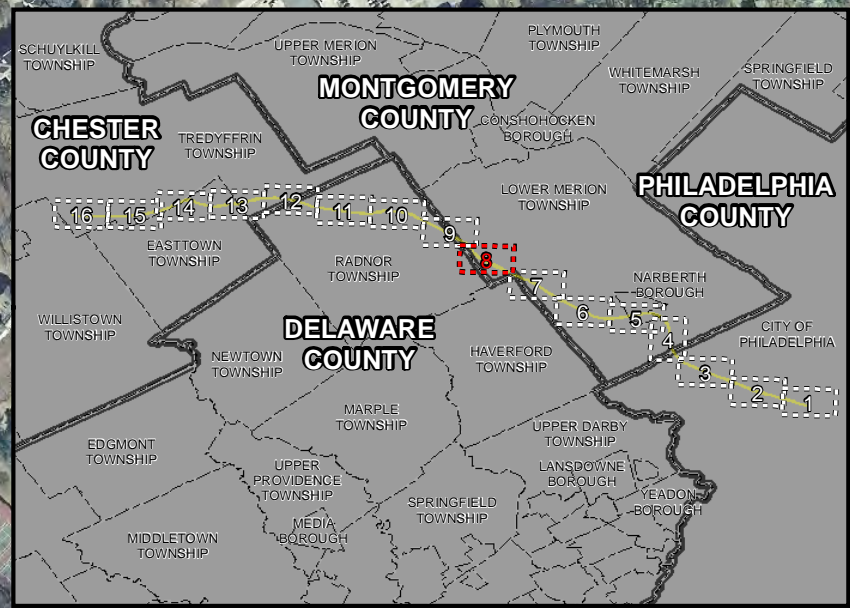 SCHUYLKILL
TOWNSHIP
UPPER MERION
TOWNSHIP
PLYMOUTH
TOWNSHIP
WHITEMARSH
TOWNSHIP
SPRINGFIELD
TOWNSHIP
MONTGOMERY
COUNTY
CONSHOHOCKEN
BOROUGH
CHESTER
COUNTY
TREDYFFRIN
TOWNSHIP
LOWER MERION
TOWNSHIP
PHILADELPHIA
COUNTY
16
15
14
13
12
11
10
9
8
7
6
5
4
3
2
1
EASTTOWN
TOWNSHIP
RADNOR
TOWNSHIP
NARBERTH
BOROUGH
WILLISTOWN
TOWNSHIP
DELAWARE
COUNTY
CITY OF
PHILADELPHIA
NEWTOWN
TOWNSHIP
HAVERFORD
TOWNSHIP
MARPLE
TOWNSHIP
EDGMONT
TOWNSHIP
UPPER DARBY
TOWNSHIP
UPPER
PROVIDENCE
TOWNSHIP
LANSDOWNE
BOROUGH
YEADON
BOROUGH
SPRINGFIELD
TOWNSHIP
MEDIA
BOROUGH
MIDDLETOWN
TOWNSHIP